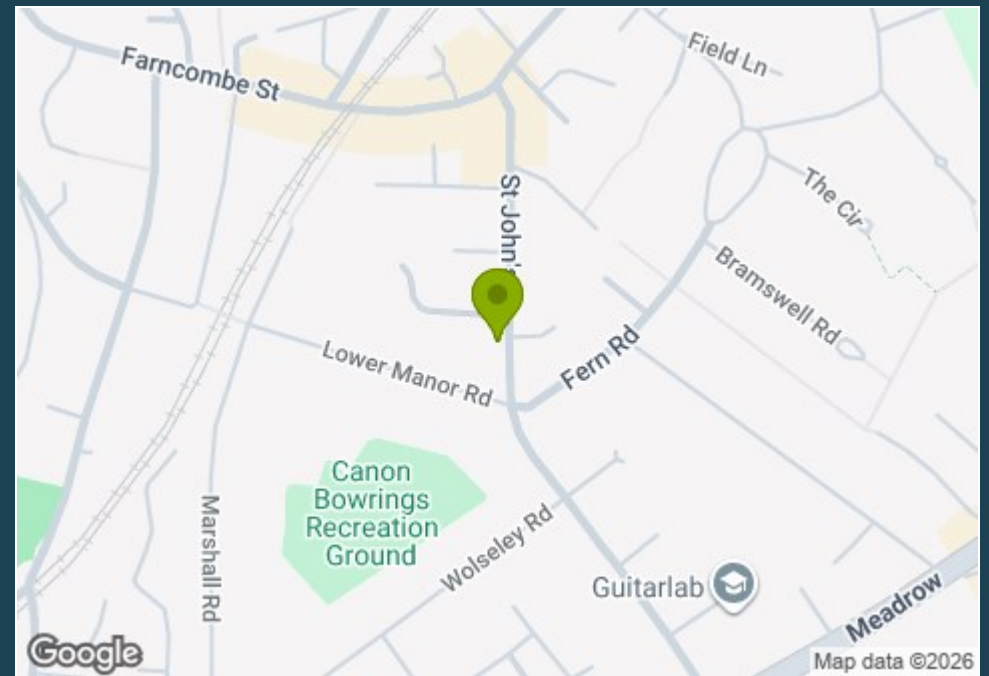 Farncombe St
Field Ln
St John's
The Cir
Bramswell Rd
Lower Manor Rd
Fern Rd
Canon
Bowrings
Recreation
Ground
Marshall Rd
Wolseley Rd
Guitarlab
Meadrow
Google
Map data ©2026